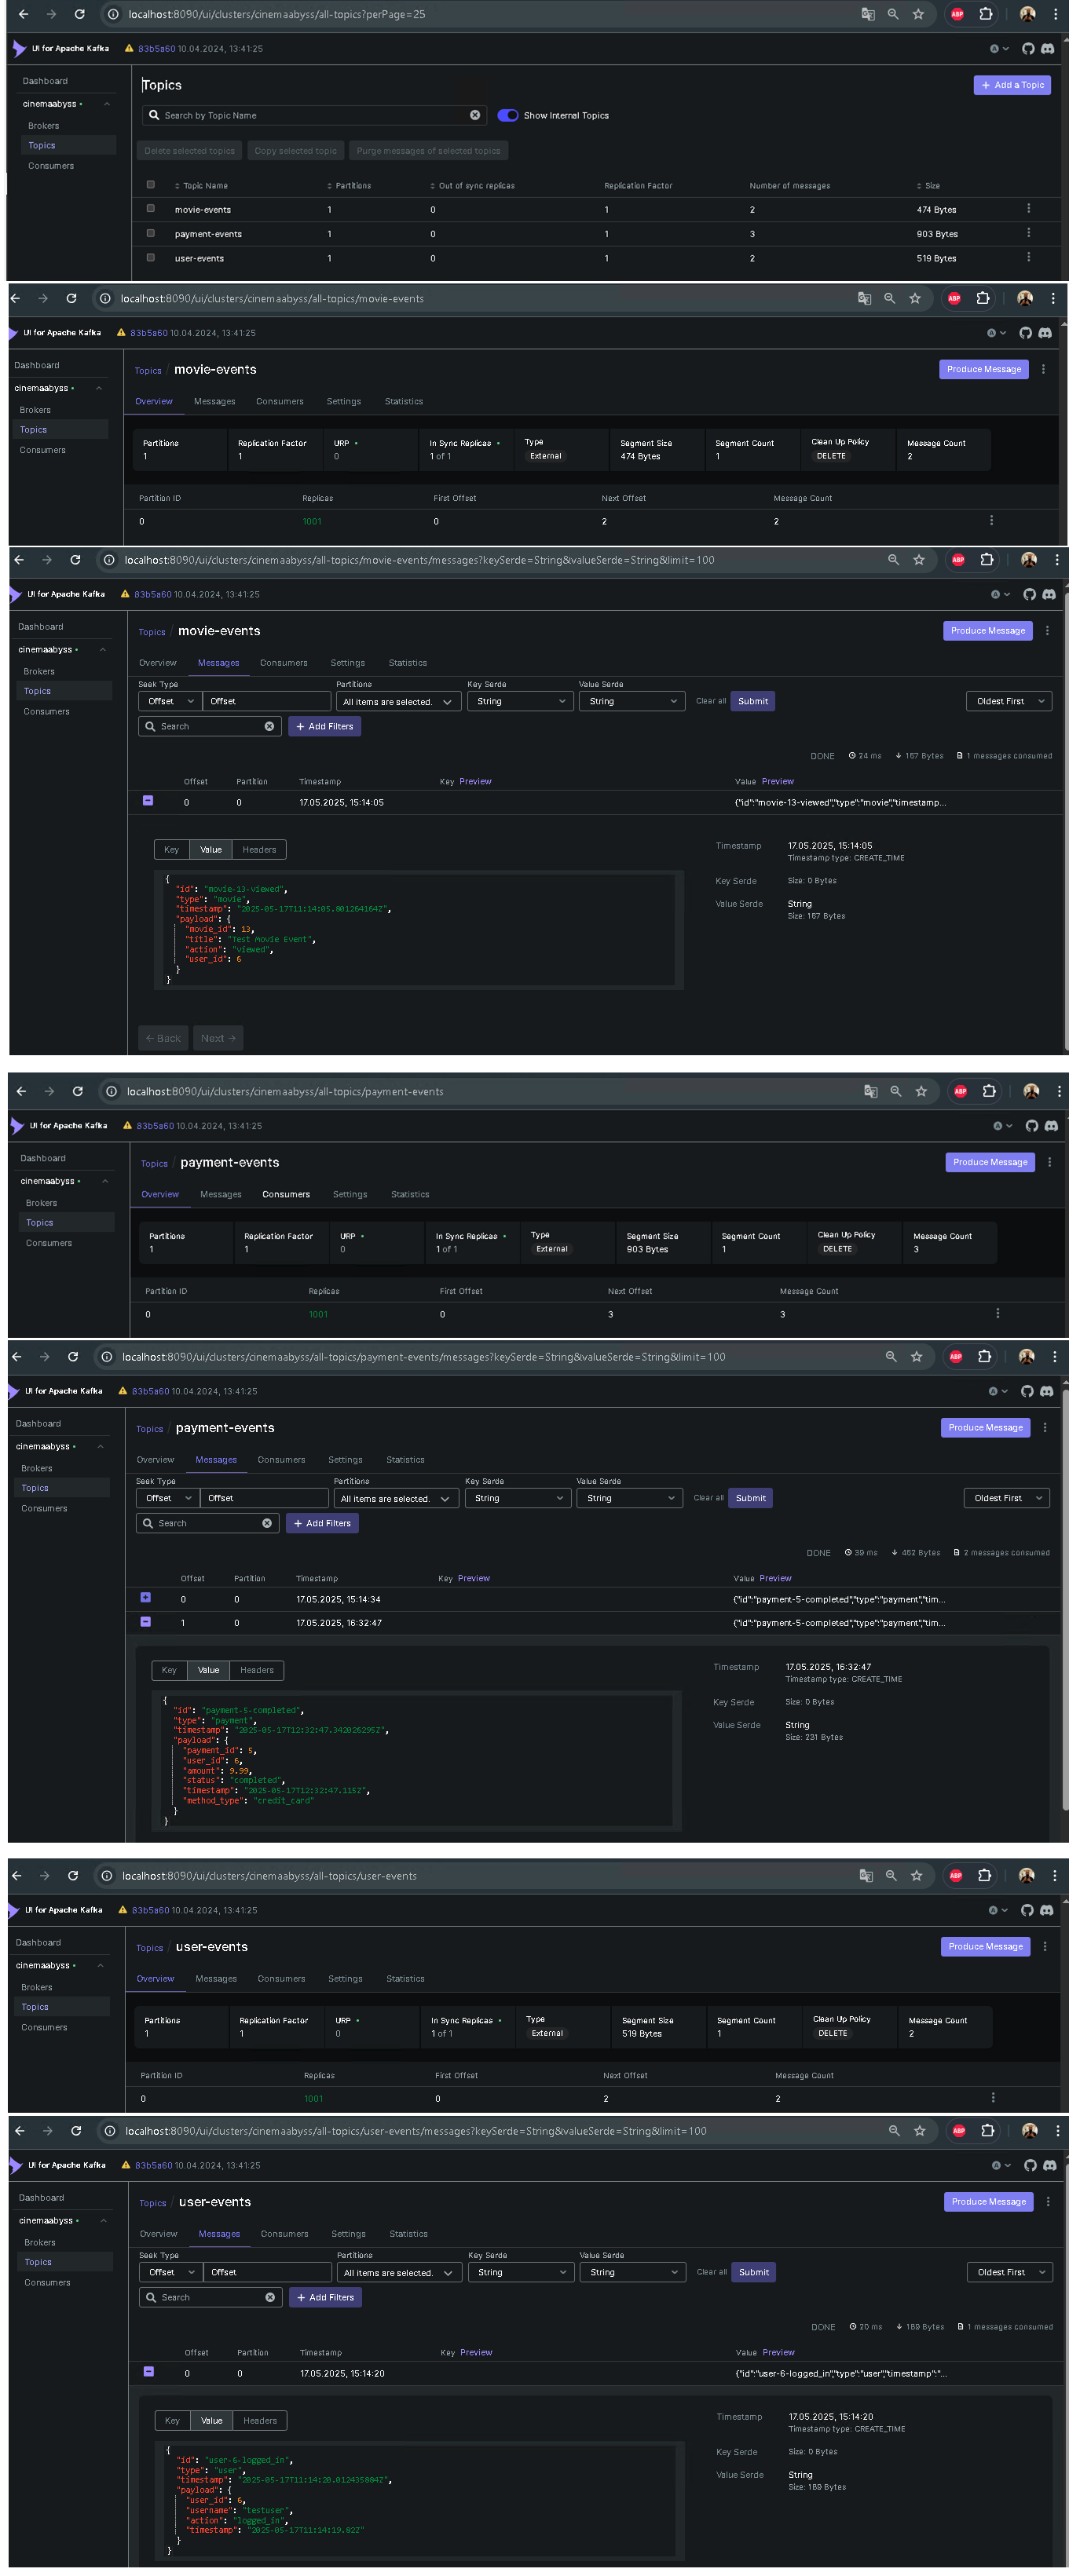 localhost:8090/ui/clusters/cinemaabyss/all-topics?perPage=25
UI for Apache Kafka 83b5a60 10.04.2024, 13:41:25
Dashboard
cinemaabyss
Brokers
Topics
Consumers
Topics
Add a Topic
Search by Topic Name
Show Internal Topics
Delete selected topics Copy selected topic Purge messages of selected topics
Topic Name Partitions Out of sync replicas Replication Factor Number of messages Size
movie-events 1 0 1 2 474 Bytes
payment-events 1 0 1 3 903 Bytes
user-events 1 0 1 2 519 Bytes
localhost:8090/ui/clusters/cinemaabyss/all-topics/movie-events
UI for Apache Kafka 83b5a60 10.04.2024, 13:41:25
Dashboard
cinemaabyss
Brokers
Topics
Consumers
Topics / movie-events
Produce Message
Overview Messages Consumers Settings Statistics
Partitions Replication Factor URP In Sync Replicas Type Segment Size Segment Count Clean Up Policy Message Count
1 1 0 1 of 1 External 474 Bytes 1 DELETE 2
Partition ID Replicas First Offset Next Offset Message Count
0 1001 0 2 2
localhost:8090/ui/clusters/cinemaabyss/all-topics/movie-events/messages?keySerde=String&valueSerde=String&limit=100
UI for Apache Kafka 83b5a60 10.04.2024, 13:41:25
Dashboard
cinemaabyss
Brokers
Topics
Consumers
Topics / movie-events
Produce Message
Overview Messages Consumers Settings Statistics
Seek Type Partitions Key Serde Value Serde
Offset Offset All items are selected. String String Clear all Submit Oldest First
Search Add Filters
DONE 24 ms 167 Bytes 1 messages consumed
Offset Partition Timestamp Key Preview Value Preview
0 0 17.05.2025, 15:14:05 {"id":"movie-13-viewed","type":"movie","timestamp...
Key Value Headers
{
"id": "movie-13-viewed",
"type": "movie",
"timestamp": "2025-05-17T11:14:05.801264164Z",
"payload": {
"movie_id": 13,
"title": "Test Movie Event",
"action": "viewed",
"user_id": 6
}
}
Timestamp 17.05.2025, 15:14:05
Timestamp type: CREATE_TIME
Key Serde Size: 0 Bytes
Value Serde String
Size: 167 Bytes
Back Next
localhost:8090/ui/clusters/cinemaabyss/all-topics/payment-events
UI for Apache Kafka 83b5a60 10.04.2024, 13:41:25
Dashboard
cinemaabyss
Brokers
Topics
Consumers
Topics / payment-events
Produce Message
Overview Messages Consumers Settings Statistics
Partitions Replication Factor URP In Sync Replicas Type Segment Size Segment Count Clean Up Policy Message Count
1 1 0 1 of 1 External 903 Bytes 1 DELETE 3
Partition ID Replicas First Offset Next Offset Message Count
0 1001 0 3 3
localhost:8090/ui/clusters/cinemaabyss/all-topics/payment-events/messages?keySerde=String&valueSerde=String&limit=100
UI for Apache Kafka 83b5a60 10.04.2024, 13:41:25
Dashboard
cinemaabyss
Brokers
Topics
Consumers
Topics / payment-events
Produce Message
Overview Messages Consumers Settings Statistics
Seek Type Partitions Key Serde Value Serde
Offset Offset All items are selected. String String Clear all Submit Oldest First
Search Add Filters
DONE 39 ms 462 Bytes 2 messages consumed
Offset Partition Timestamp Key Preview Value Preview
0 0 17.05.2025, 15:14:34 {"id":"payment-5-completed","type":"payment","tim...
1 0 17.05.2025, 16:32:47 {"id":"payment-5-completed","type":"payment","tim...
Key Value Headers
{
"id": "payment-5-completed",
"type": "payment",
"timestamp": "2025-05-17T12:32:47.342026295Z",
"payload": {
"payment_id": 5,
"user_id": 6,
"amount": 9.99,
"status": "completed",
"timestamp": "2025-05-17T12:32:47.115Z",
"method_type": "credit_card"
}
}
Timestamp 17.05.2025, 16:32:47
Timestamp type: CREATE_TIME
Key Serde Size: 0 Bytes
Value Serde String
Size: 231 Bytes
localhost:8090/ui/clusters/cinemaabyss/all-topics/user-events
UI for Apache Kafka 83b5a60 10.04.2024, 13:41:25
Dashboard
cinemaabyss
Brokers
Topics
Consumers
Topics / user-events
Produce Message
Overview Messages Consumers Settings Statistics
Partitions Replication Factor URP In Sync Replicas Type Segment Size Segment Count Clean Up Policy Message Count
1 1 0 1 of 1 External 519 Bytes 1 DELETE 2
Partition ID Replicas First Offset Next Offset Message Count
0 1001 0 2 2
localhost:8090/ui/clusters/cinemaabyss/all-topics/user-events/messages?keySerde=String&valueSerde=String&limit=100
UI for Apache Kafka 83b5a60 10.04.2024, 13:41:25
Dashboard
cinemaabyss
Brokers
Topics
Consumers
Topics / user-events
Produce Message
Overview Messages Consumers Settings Statistics
Seek Type Partitions Key Serde Value Serde
Offset Offset All items are selected. String String Clear all Submit Oldest First
Search Add Filters
DONE 20 ms 189 Bytes 1 messages consumed
Offset Partition Timestamp Key Preview Value Preview
0 0 17.05.2025, 15:14:20 {"id":"user-6-logged_in","type":"user","timestamp":"...
Key Value Headers
{
"id": "user-6-logged_in",
"type": "user",
"timestamp": "2025-05-17T11:14:20.012435804Z",
"payload": {
"user_id": 6,
"username": "testuser",
"action": "logged_in",
"timestamp": "2025-05-17T11:14:19.82Z"
}
}
Timestamp 17.05.2025, 15:14:20
Timestamp type: CREATE_TIME
Key Serde Size: 0 Bytes
Value Serde String
Size: 189 Bytes